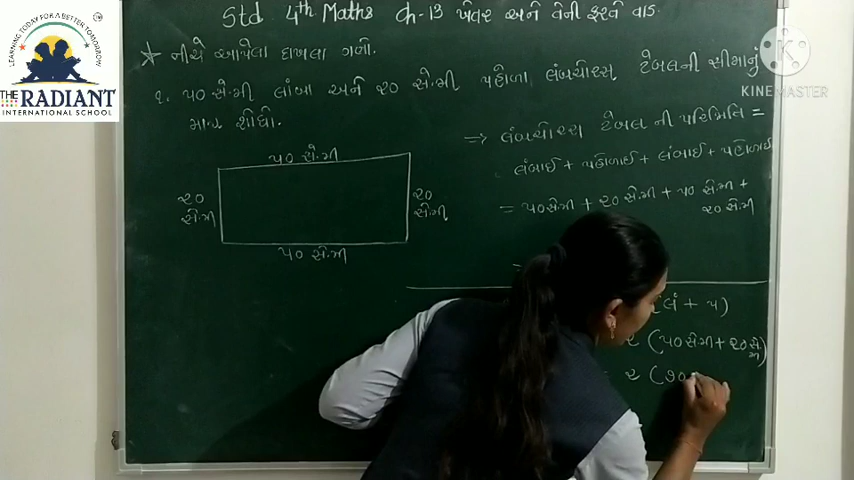 LEARNING TODAY FOR A BETTER TOMORROW
THE RADIANT
INTERNATIONAL SCHOOL
KINEMASTER
Std 4th Maths Ch-13 ખેતર અને તેની ફરતે વાડ
★ નીચે આપેલા દાખલા ગણો.
૧. ૫૦ સે.મી લાંબા અને ૨૦ સે.મી પહોળા લંબચોરસ ટેબલની સીમાનું
માપ શોધો.
૫૦ સે.મી
૨૦
સે.મી
૨૦
સે.મી
૫૦ સે.મી
⇒ લંબચોરસ ટેબલ ની પરિમિતિ =
લંબાઈ + પહોળાઈ + લંબાઈ + પહોળાઈ
= ૫૦સે.મી + ૨૦ સે.મી + ૫૦ સે.મી +
૨૦ સે.મી
=
(લં + પ)
૨ (૫૦સે.મી + ૨૦ સે.મી)
= ૨ (૭૦